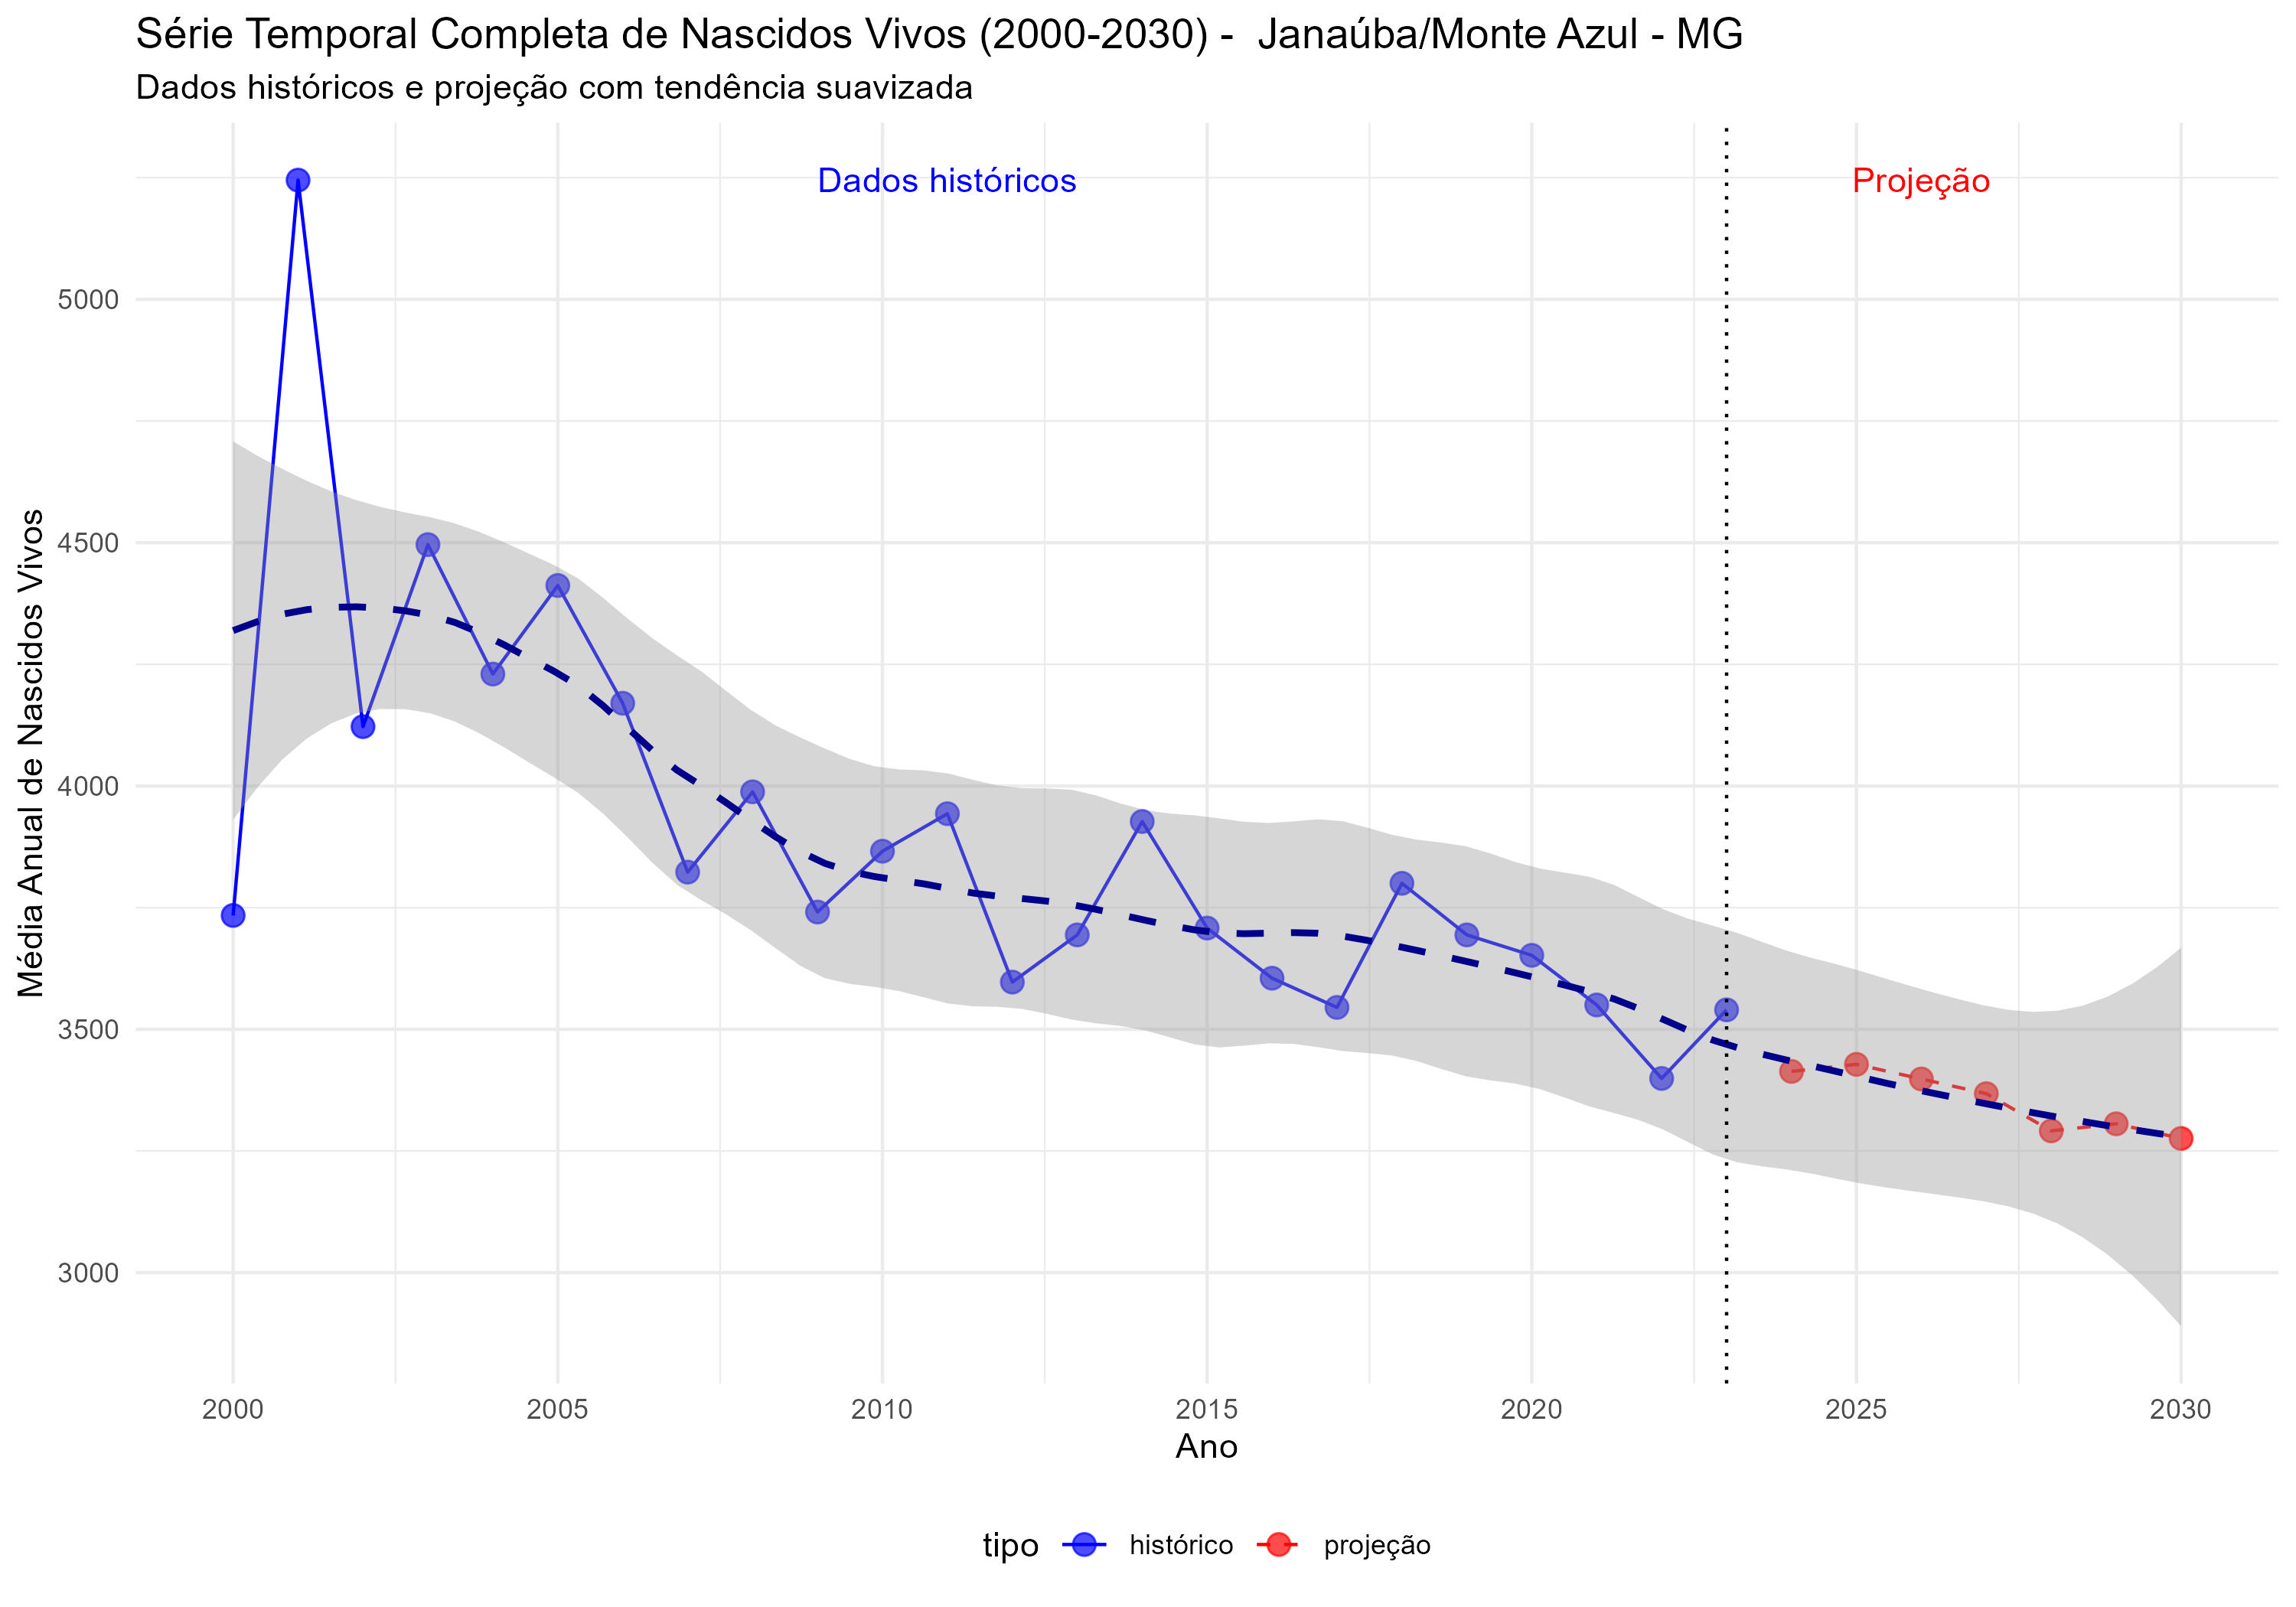 Série Temporal Completa de Nascidos Vivos (2000-2030) -  Janaúba/Monte Azul - MG
Dados históricos e projeção com tendência suavizada
Dados históricos
Projeção
Média Anual de Nascidos Vivos
5000
4500
4000
3500
3000
2000
2005
2010
2015
2020
2025
2030
Ano
tipo
histórico
projeção